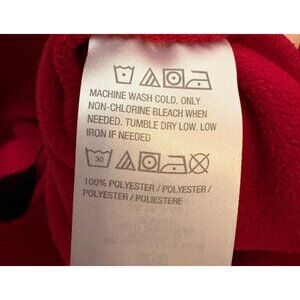 MACHINE WASH COLD. ONLY
NON-CHLORINE BLEACH WHEN
NEEDED. TUMBLE DRY LOW. LOW
IRON IF NEEDED
30
100% POLYESTER / POLYESTER /
POLYESTER / POLIESTERE